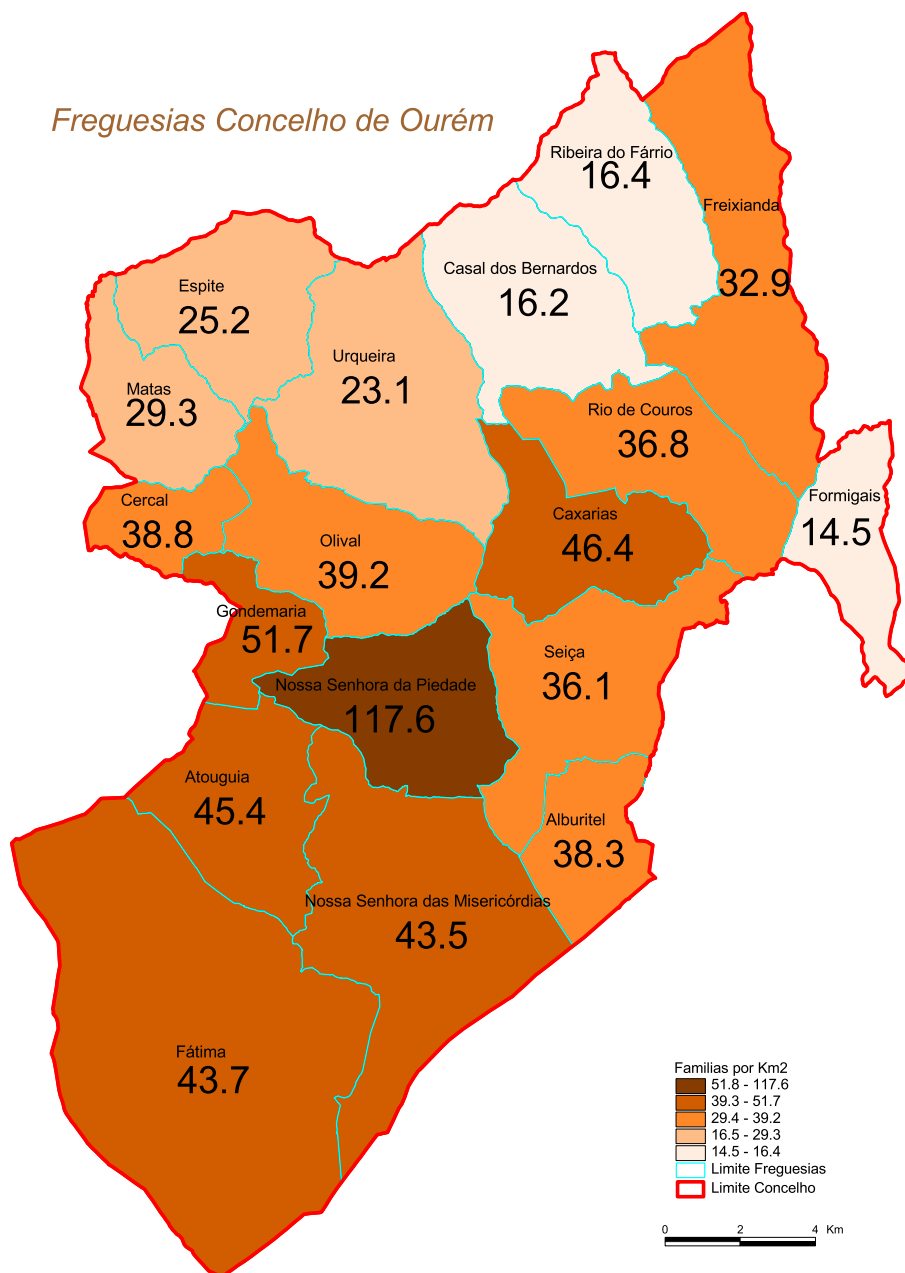 Freguesias Concelho de Ourém
Ribeira do Fárrio
16.4
Freixianda
32.9
Casal dos Bernardos
16.2
Espite
25.2
Urqueira
23.1
Matas
29.3
Rio de Couros
36.8
Cercal
38.8
Formigais
14.5
Caxarias
46.4
Olival
39.2
Gondemaria
51.7
Seiça
36.1
Nossa Senhora da Piedade
117.6
Atouguia
45.4
Alburitel
38.3
Nossa Senhora das Misericórdias
43.5
Fátima
43.7
Familias por Km2
51.8 - 117.6
39.3 - 51.7
29.4 - 39.2
16.5 - 29.3
14.5 - 16.4
Limite Freguesias
Limite Concelho
0 2 4 Km